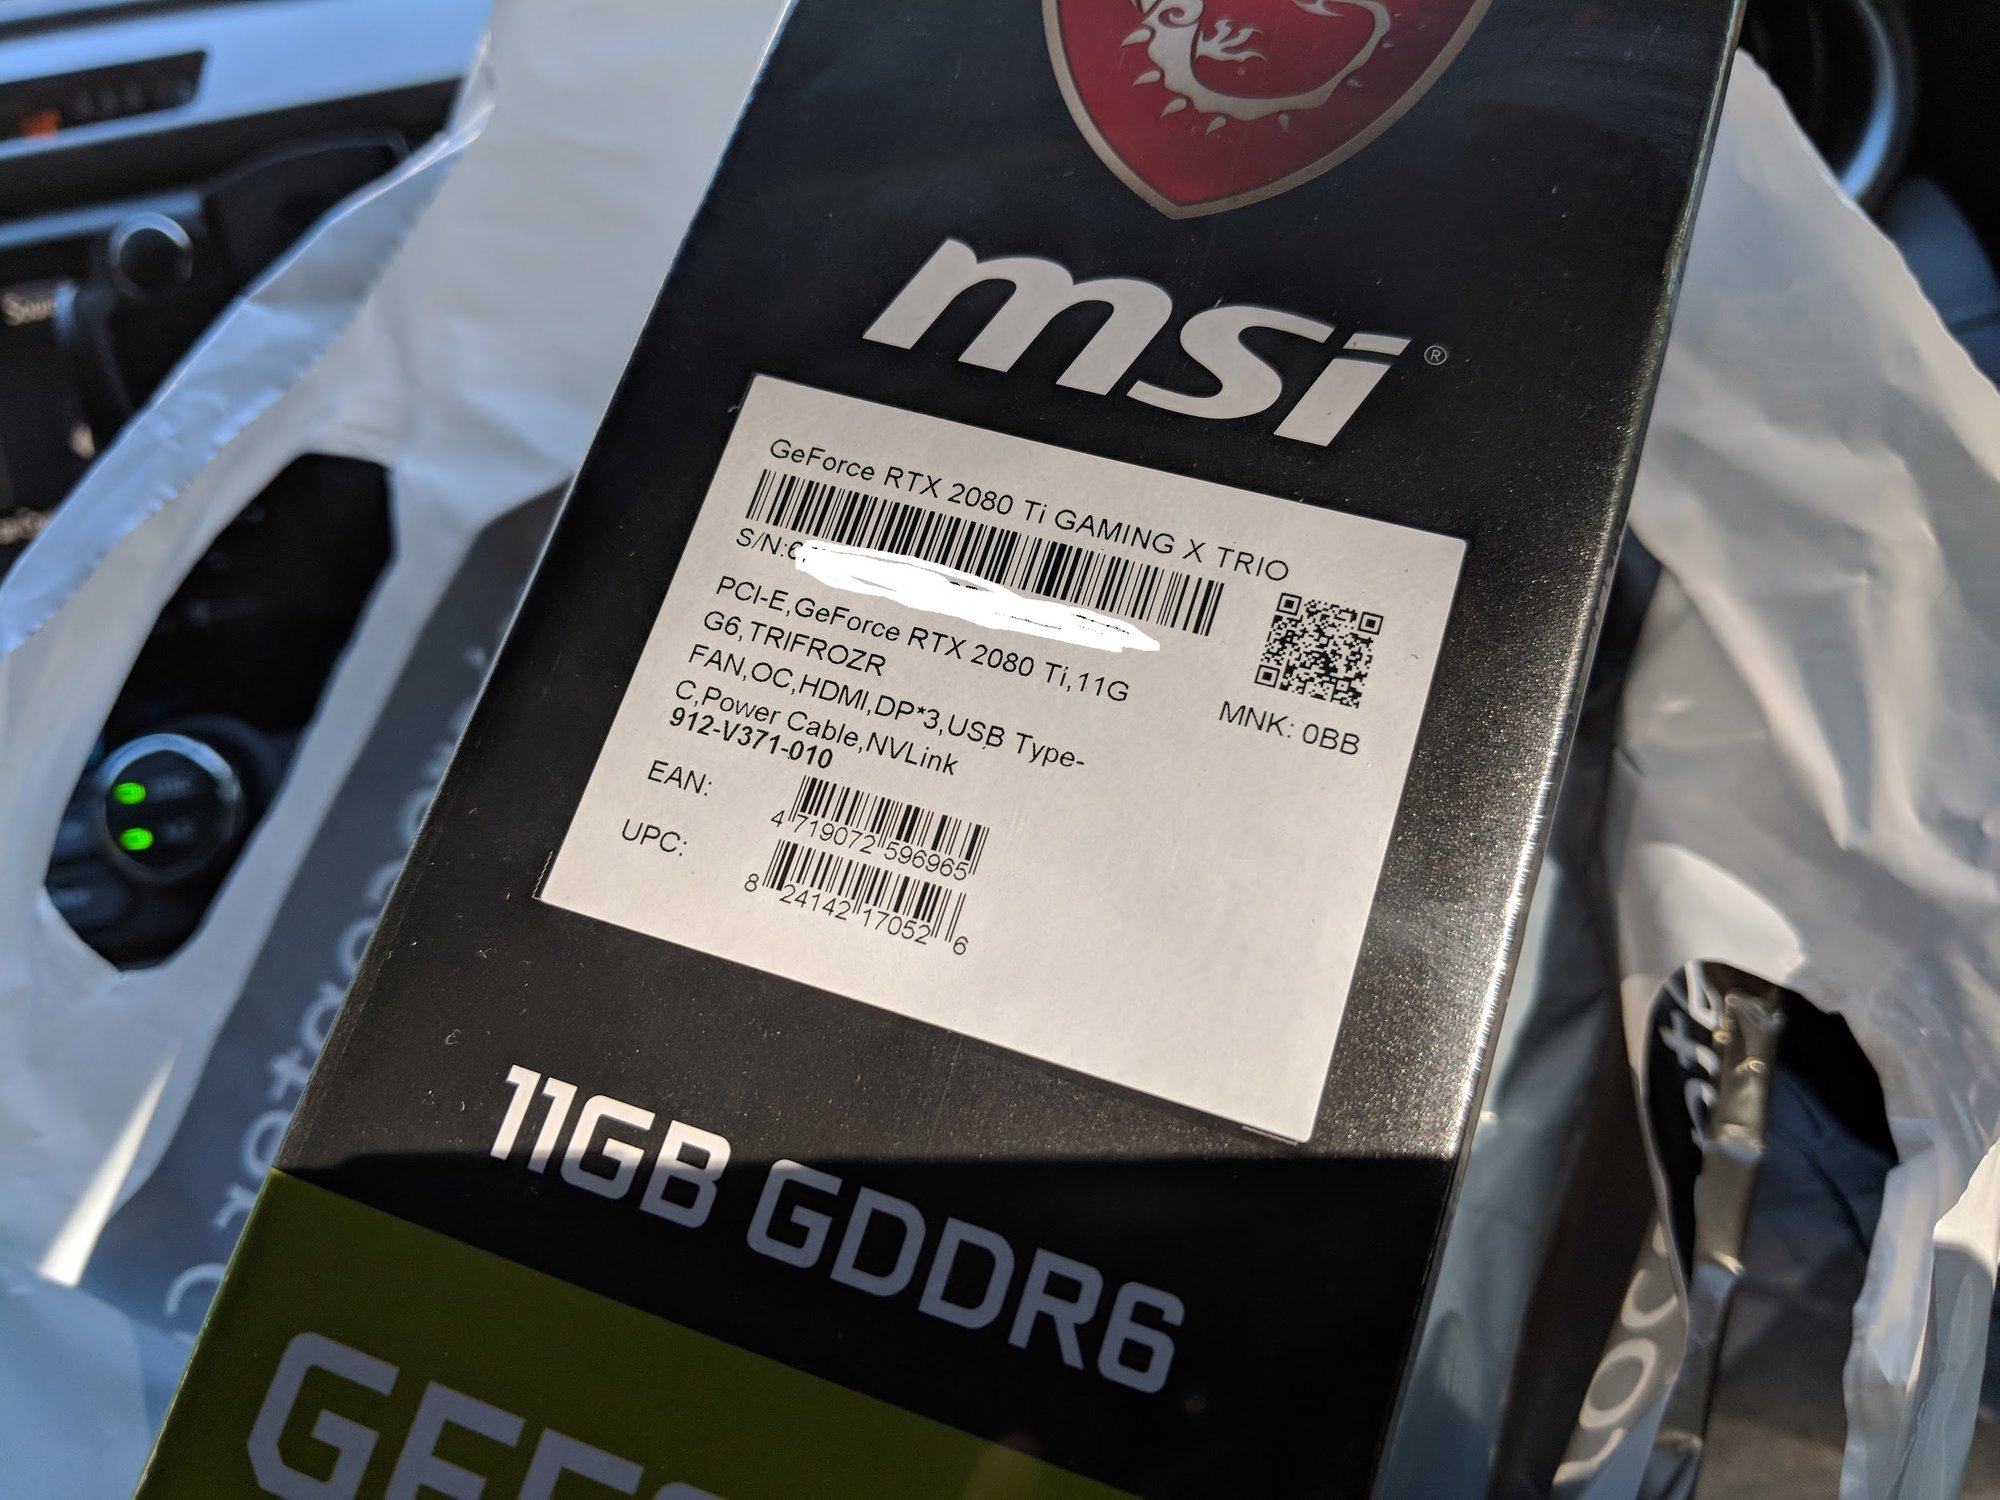 msi®
GeForce RTX 2080 Ti GAMING X TRIO
S/N:
PCI-E,GeForce RTX 2080 Ti,11G
G6,TRIFROZR
FAN,OC,HDMI,DP*3,USB Type-
C,Power Cable,NVLink
912-V371-010
MNK: 0BB
EAN:
4 719072 596965
UPC:
8 24142 17052 6
11GB GDDR6